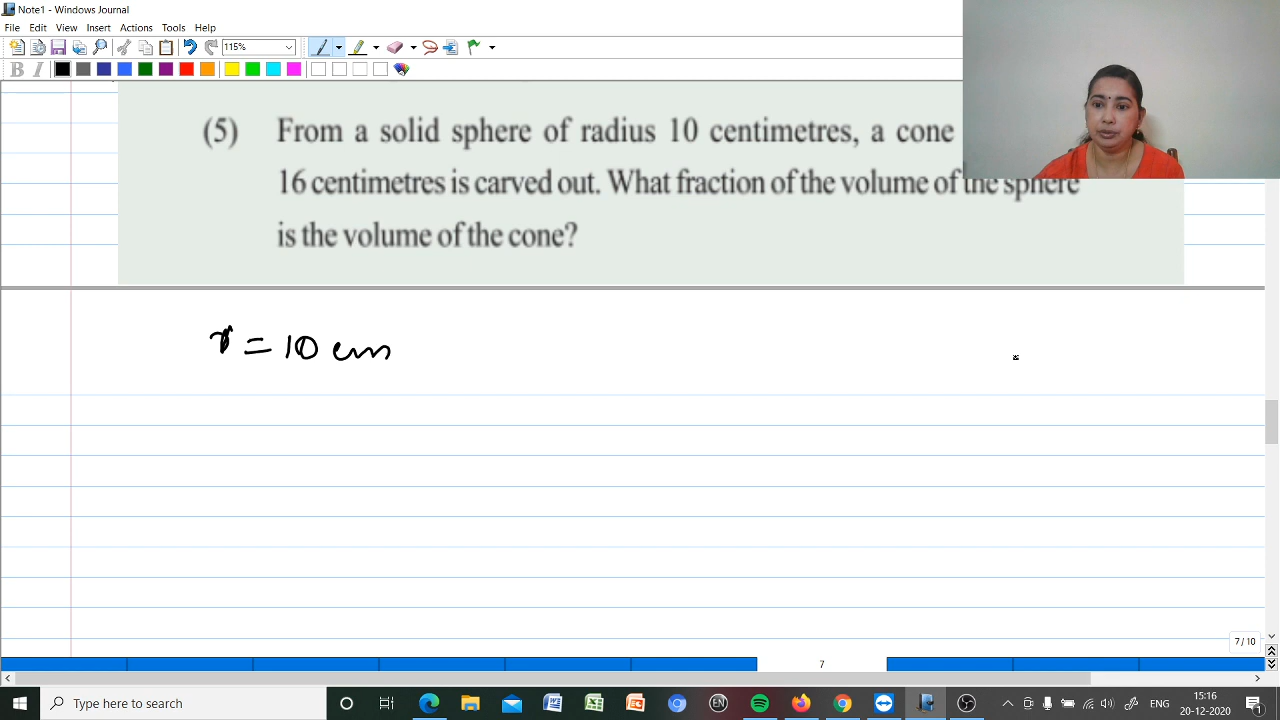 Note1 - Windows Journal
File Edit View Insert Actions Tools Help
115%
B I
(5) From a solid sphere of radius 10 centimetres, a cone
16 centimetres is carved out. What fraction of the volume of the sphere
is the volume of the cone?
r = 10 cm
7 / 10
7
Type here to search
EN
ENG
15:16
20-12-2020